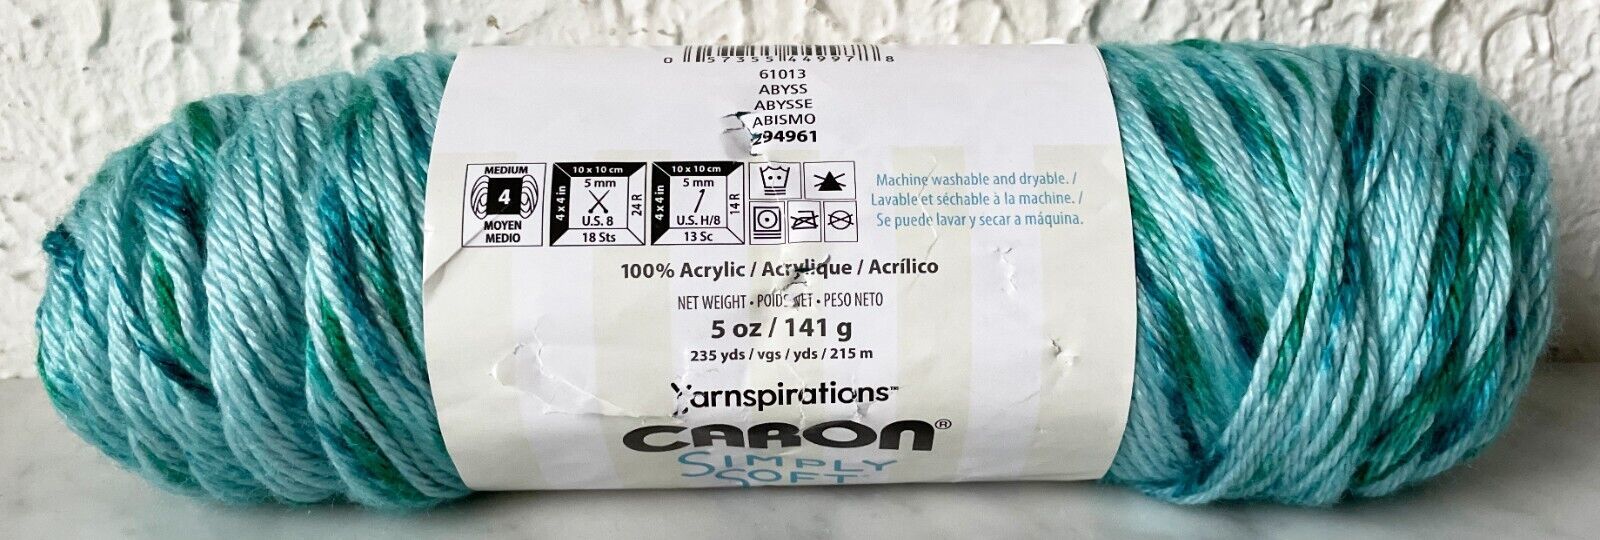 0 57355 44997 8
61013
ABYSS
ABYSSE
ABISMO
294961
MEDIUM
4
MOYEN
MEDIO
10 x 10 cm
4 x 4 in
5 mm
U.S. 8
24 R
18 Sts
10 x 10 cm
4 x 4 in
5 mm
U.S. H/8
14 R
13 Sc
Machine washable and dryable. /
Lavable et séchable à la machine. /
Se puede lavar y secar a máquina.
100% Acrylic / Acrylique / Acrílico
NET WEIGHT • POIDS NET • PESO NETO
5 oz / 141 g
235 yds / vgs / yds / 215 m
Yarnspirations™
CARON®
SIMPLY
SOFT